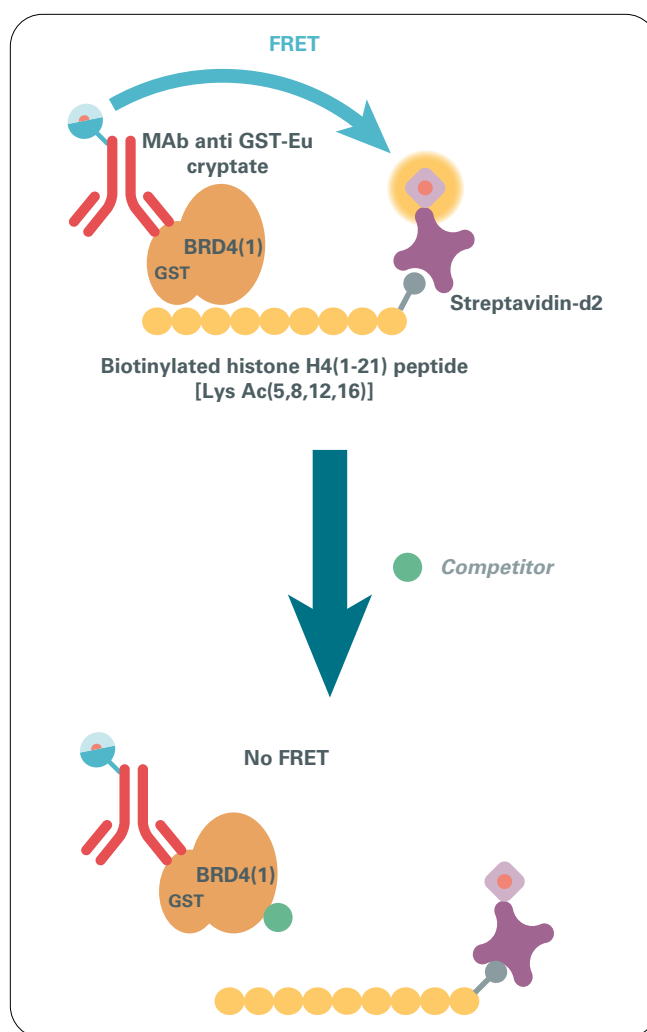 FRET
MAb anti GST-Eu
cryptate
BRD4(1)
GST
Streptavidin-d2
Biotinylated histone H4(1-21) peptide
[Lys Ac(5,8,12,16)]
Competitor
No FRET
BRD4(1)
GST